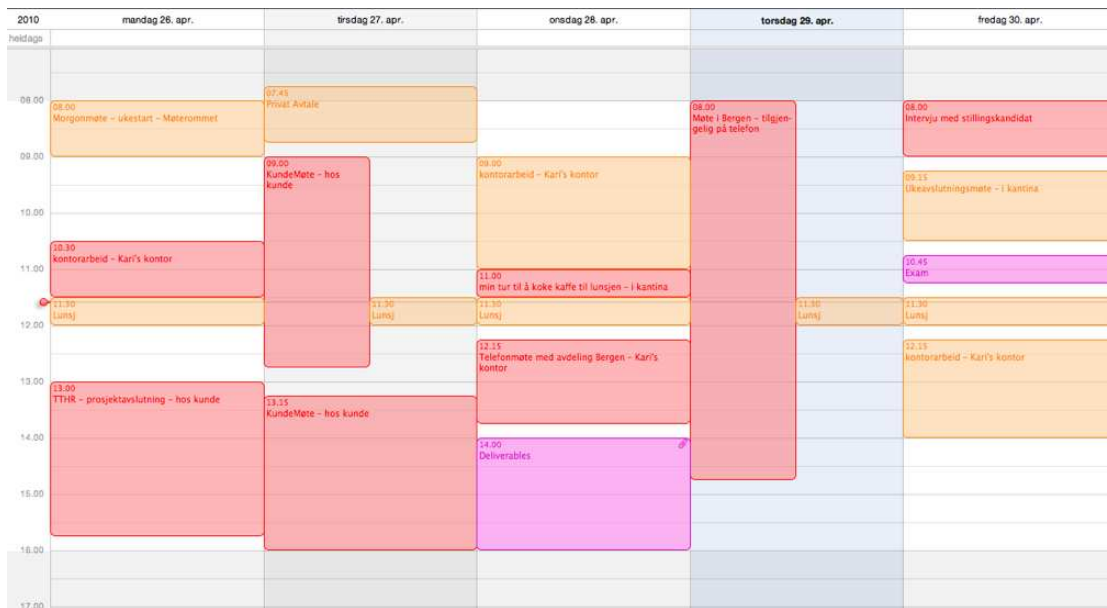 2010
mandag 26. apr.
tirsdag 27. apr.
onsdag 28. apr.
torsdag 29. apr.
fredag 30. apr.
heldags
08.00
09.00
10.00
11.00
12.00
13.00
14.00
15.00
16.00
17.00
08.00
Morgonmøte – ukestart – Møterommet
10.30
kontorarbeid – Kari's kontor
11.30
Lunsj
13.00
TTHR – prosjektavslutning – hos kunde
07.45
Privat Avtale
09.00
KundeMøte – hos
kunde
11.30
Lunsj
13.15
KundeMøte – hos kunde
09.00
kontorarbeid – Kari's kontor
11.00
min tur til å koke kaffe til lunsjen – i kantina
11.30
Lunsj
12.15
Telefonmøte med avdeling Bergen – Kari's
kontor
14.00
Deliverables
08.00
Møte i Bergen – tilgjen-
gelig på telefon
11.30
Lunsj
08.00
Intervju med stillingskandidat
09.15
Ukeavslutningsmøte – i kantina
10.45
Exam
11.30
Lunsj
12.15
kontorarbeid – Kari's kontor